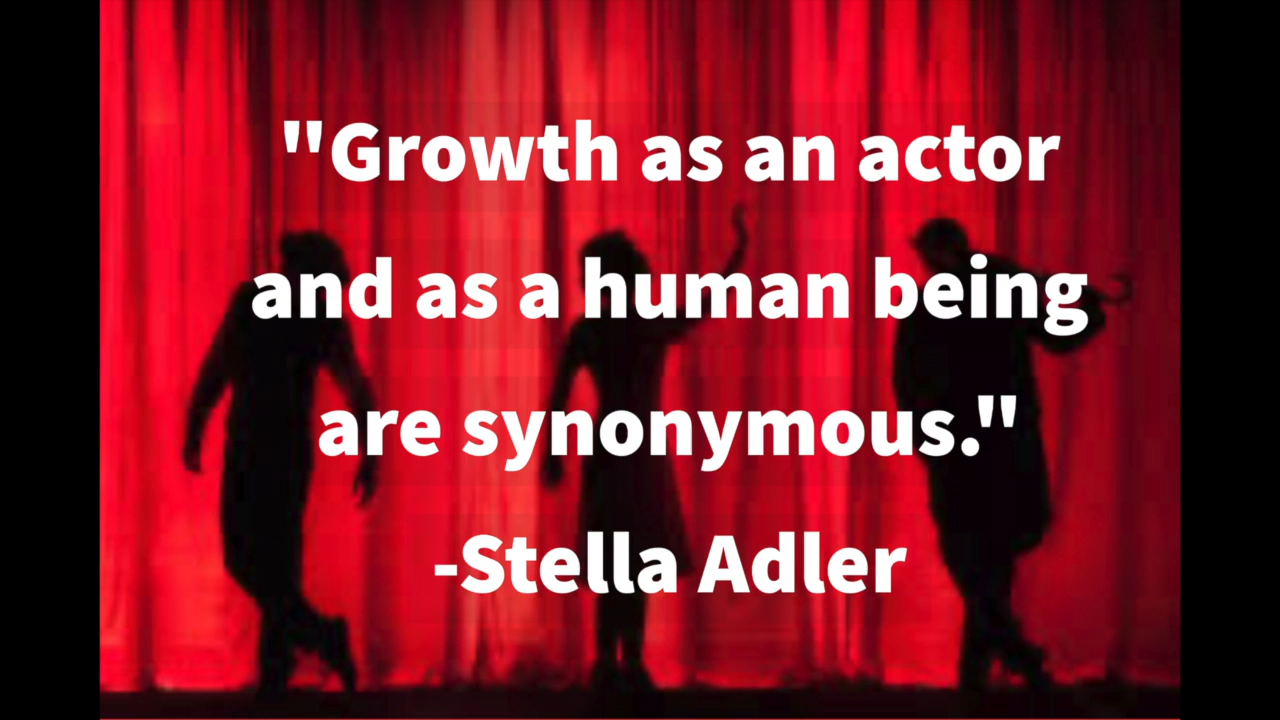 "Growth as an actor
and as a human being
are synonymous."
-Stella Adler